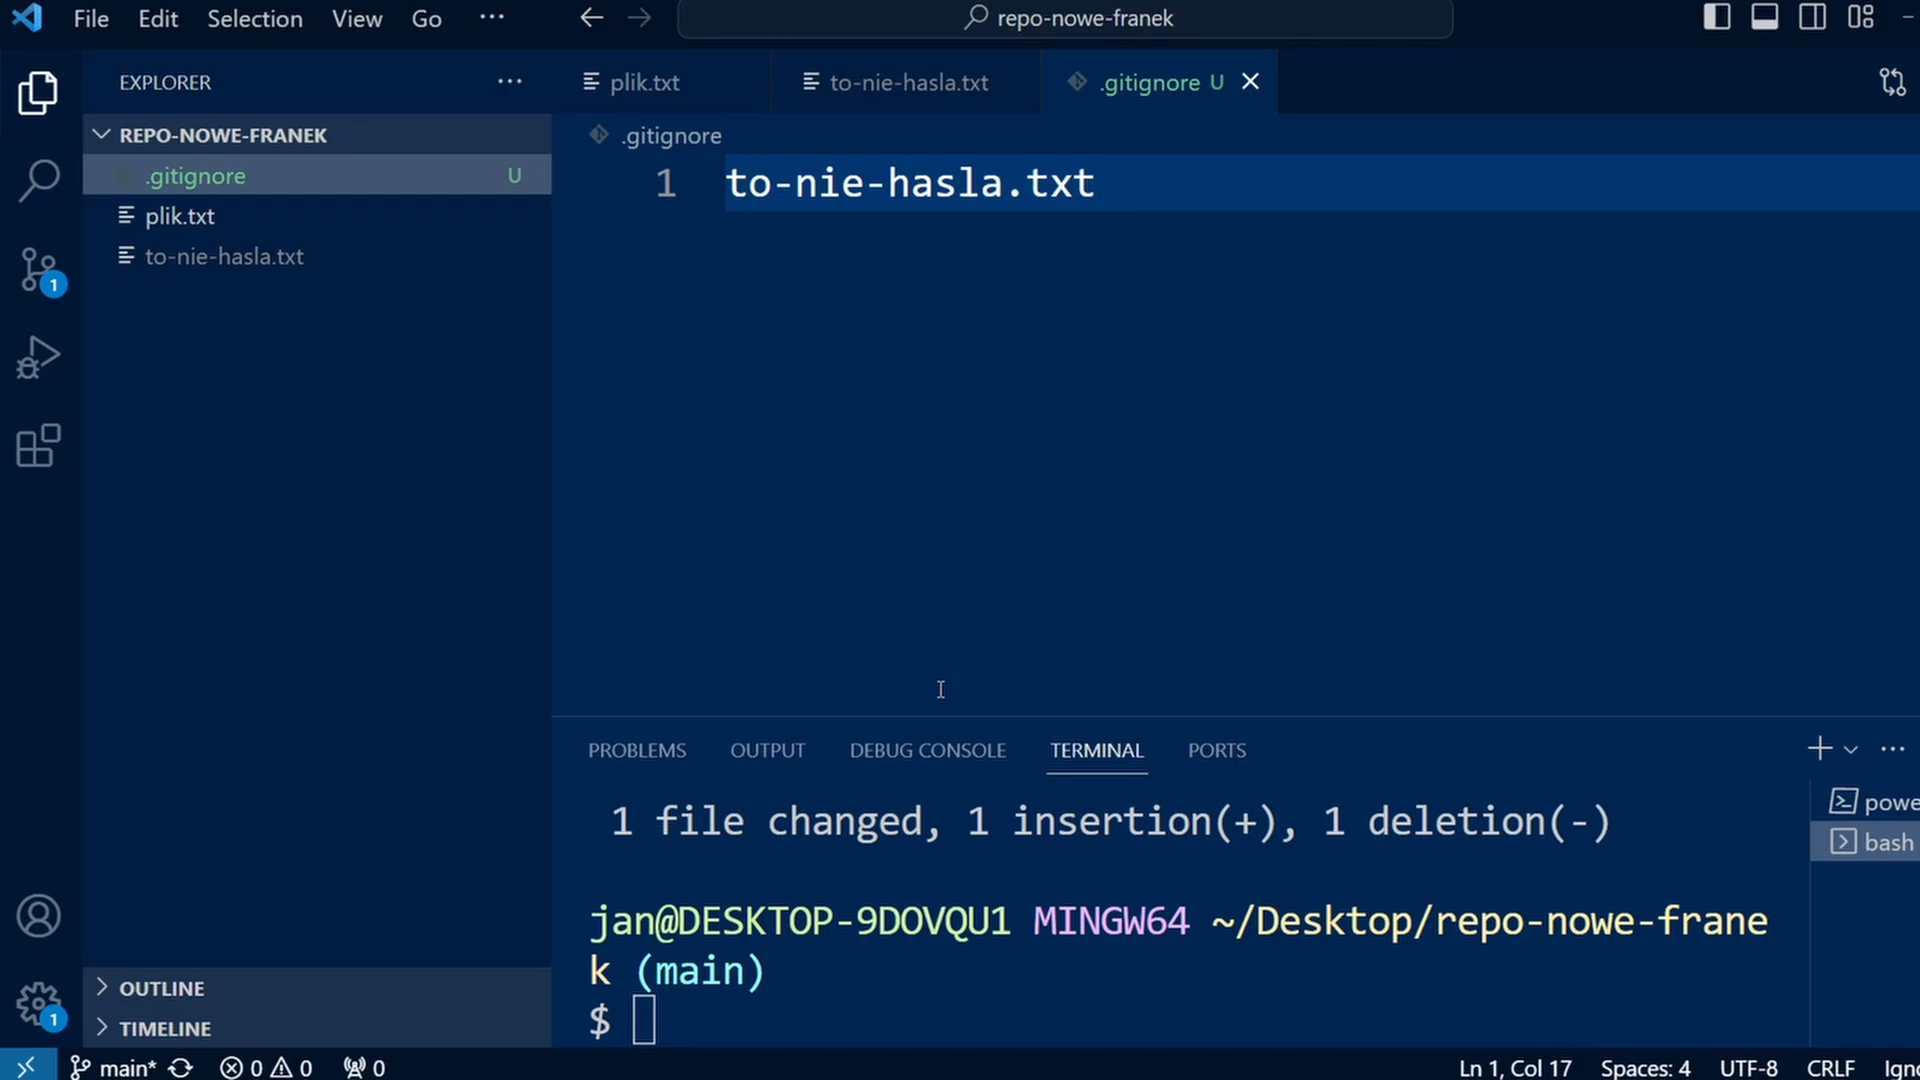 File Edit Selection View Go ···
repo-nowe-franek
EXPLORER ···
plik.txt
to-nie-hasla.txt
.gitignore U
REPO-NOWE-FRANEK
.gitignore U
plik.txt
to-nie-hasla.txt
1
1
.gitignore
1 to-nie-hasla.txt
PROBLEMS OUTPUT DEBUG CONSOLE TERMINAL PORTS
1 file changed, 1 insertion(+), 1 deletion(-)
jan@DESKTOP-9DOVQU1 MINGW64 ~/Desktop/repo-nowe-frane
k (main)
$
powe
bash
OUTLINE
TIMELINE
main* 0 0 0
Ln 1, Col 17 Spaces: 4 UTF-8 CRLF Igno